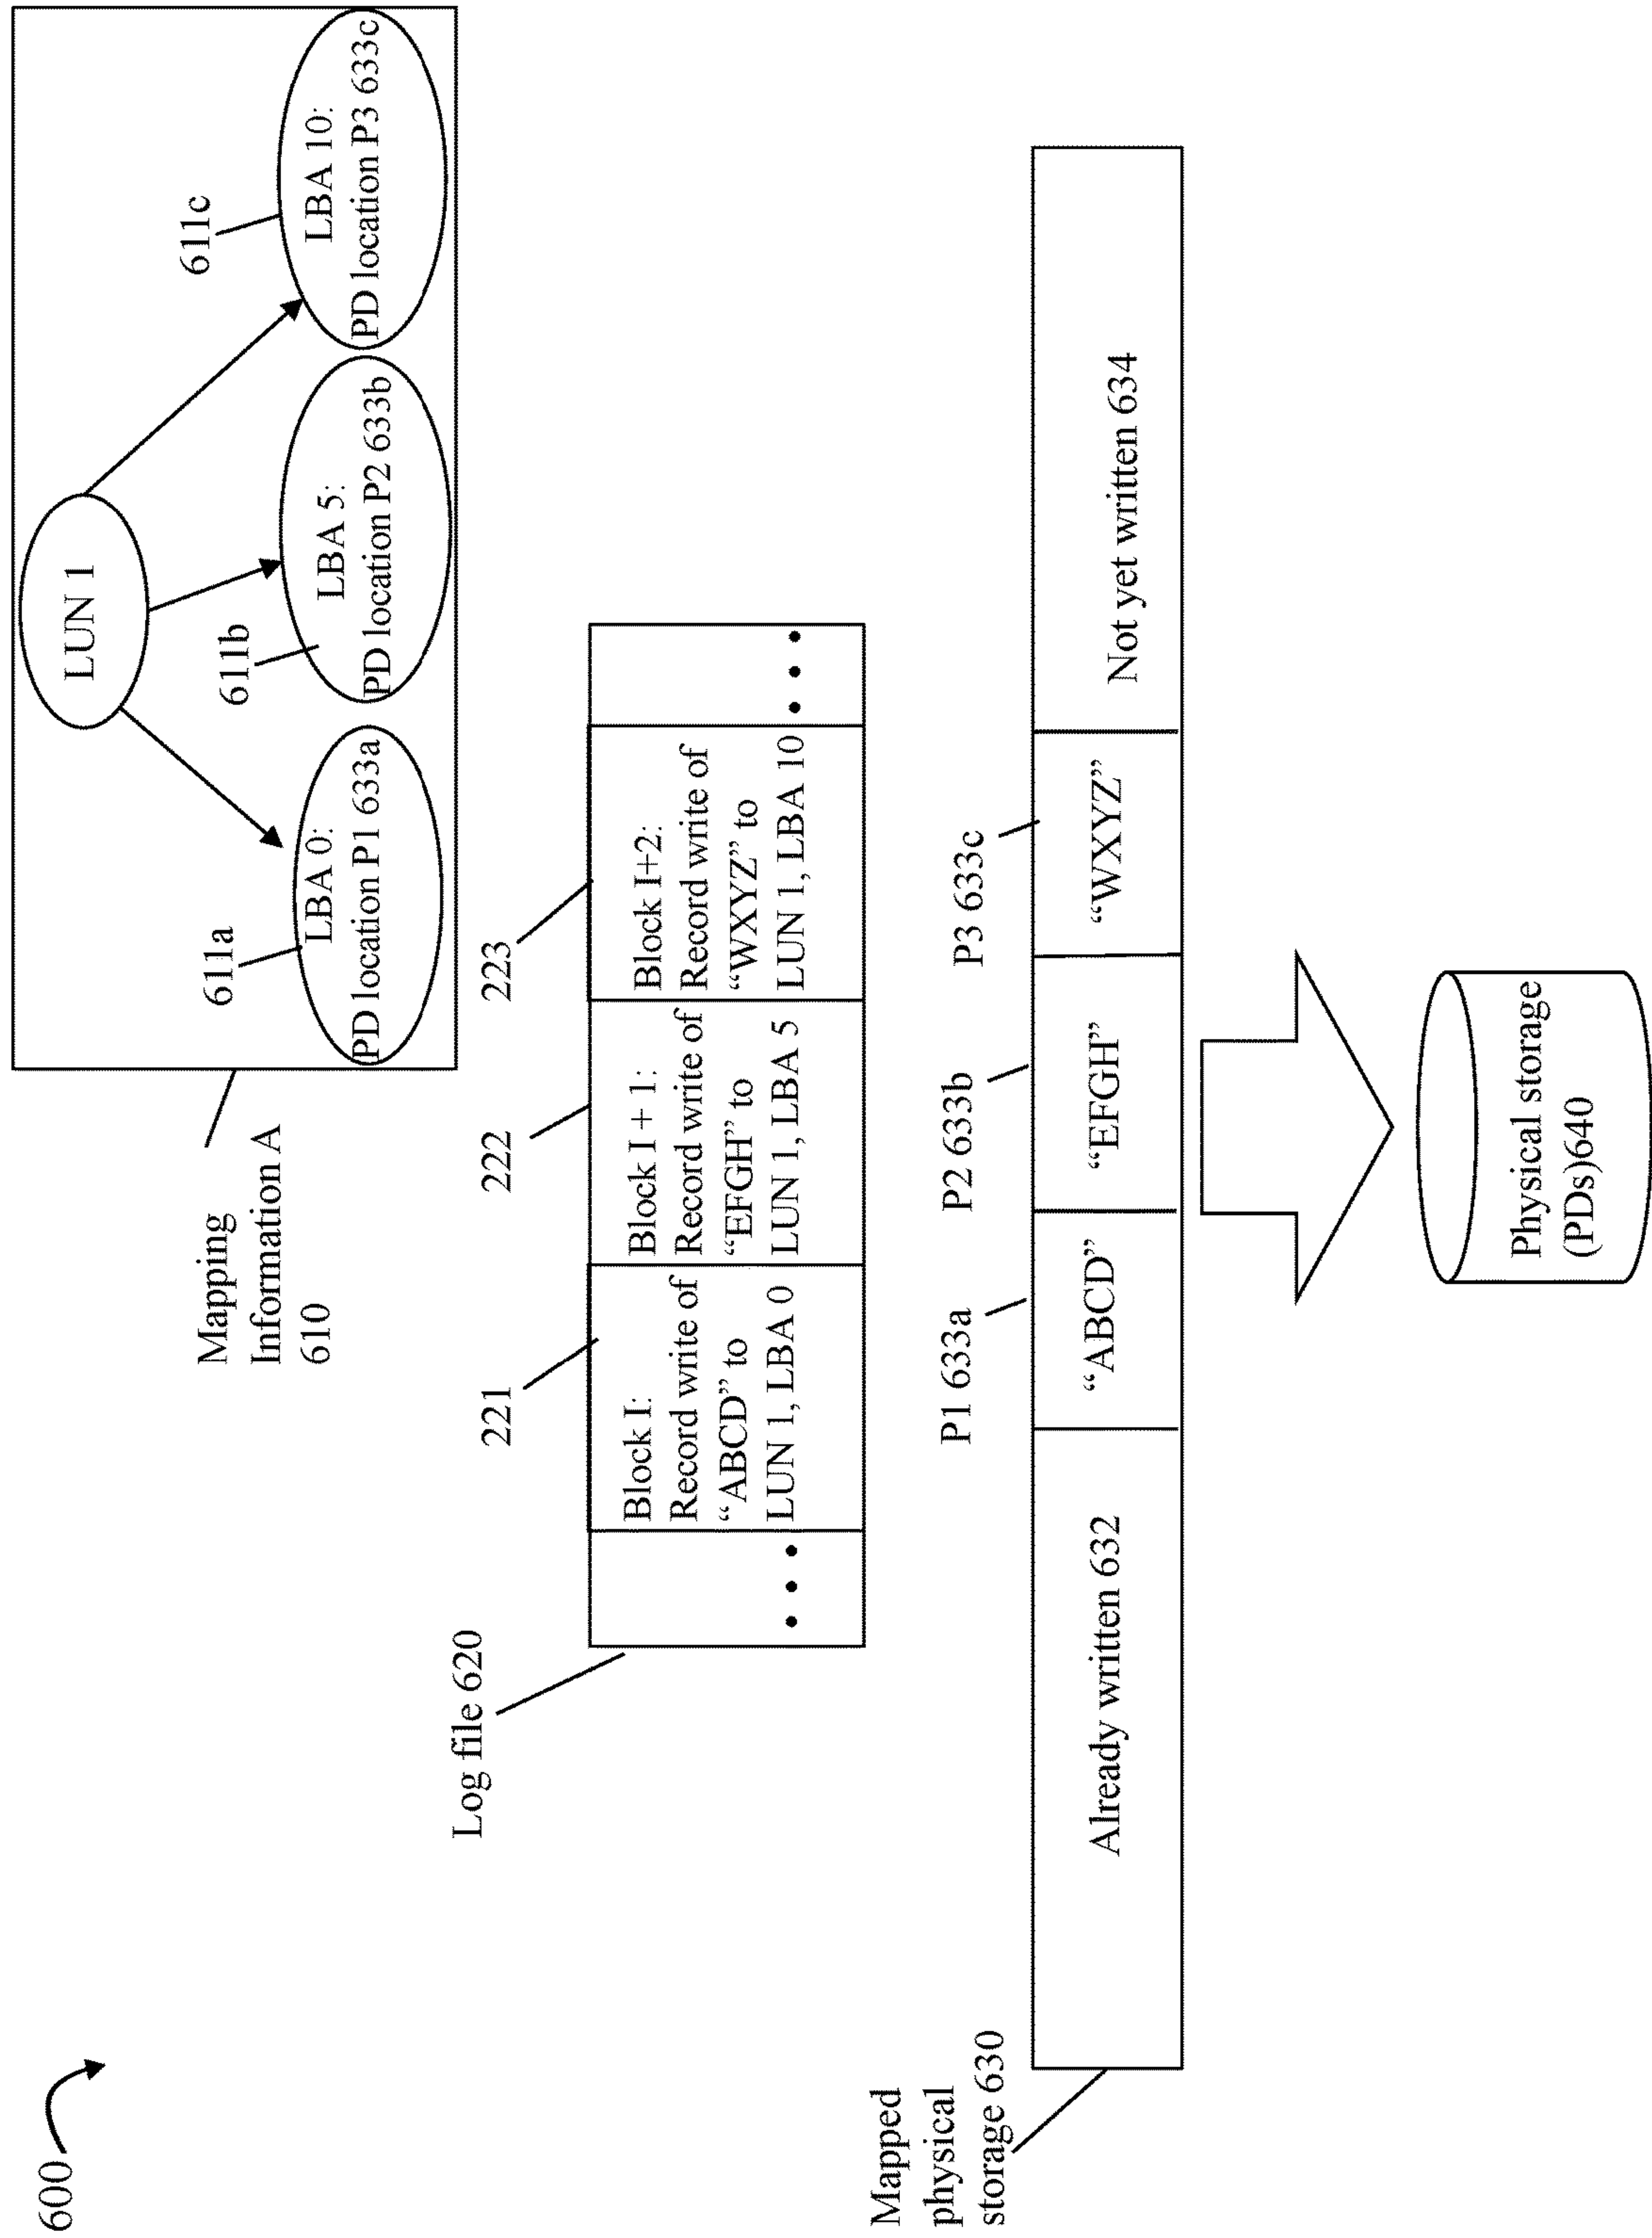 600
LUN 1
611a
611b
611c
LBA 0:
PD location P1 633a
LBA 5:
PD location P2 633b
LBA 10:
PD location P3 633c
Mapping
Information A
610
Log file 620
221
222
223
Block I:
Record write of
“ABCD” to
LUN 1, LBA 0
Block I + 1:
Record write of
“EFGH” to
LUN 1, LBA 5
Block I+2:
Record write of
“WXYZ” to
LUN 1, LBA 10
Mapped
physical
storage 630
P1 633a
P2 633b
P3 633c
Already written 632
“ABCD”
“EFGH”
“WXYZ”
Not yet written 634
Physical storage
(PDs)640